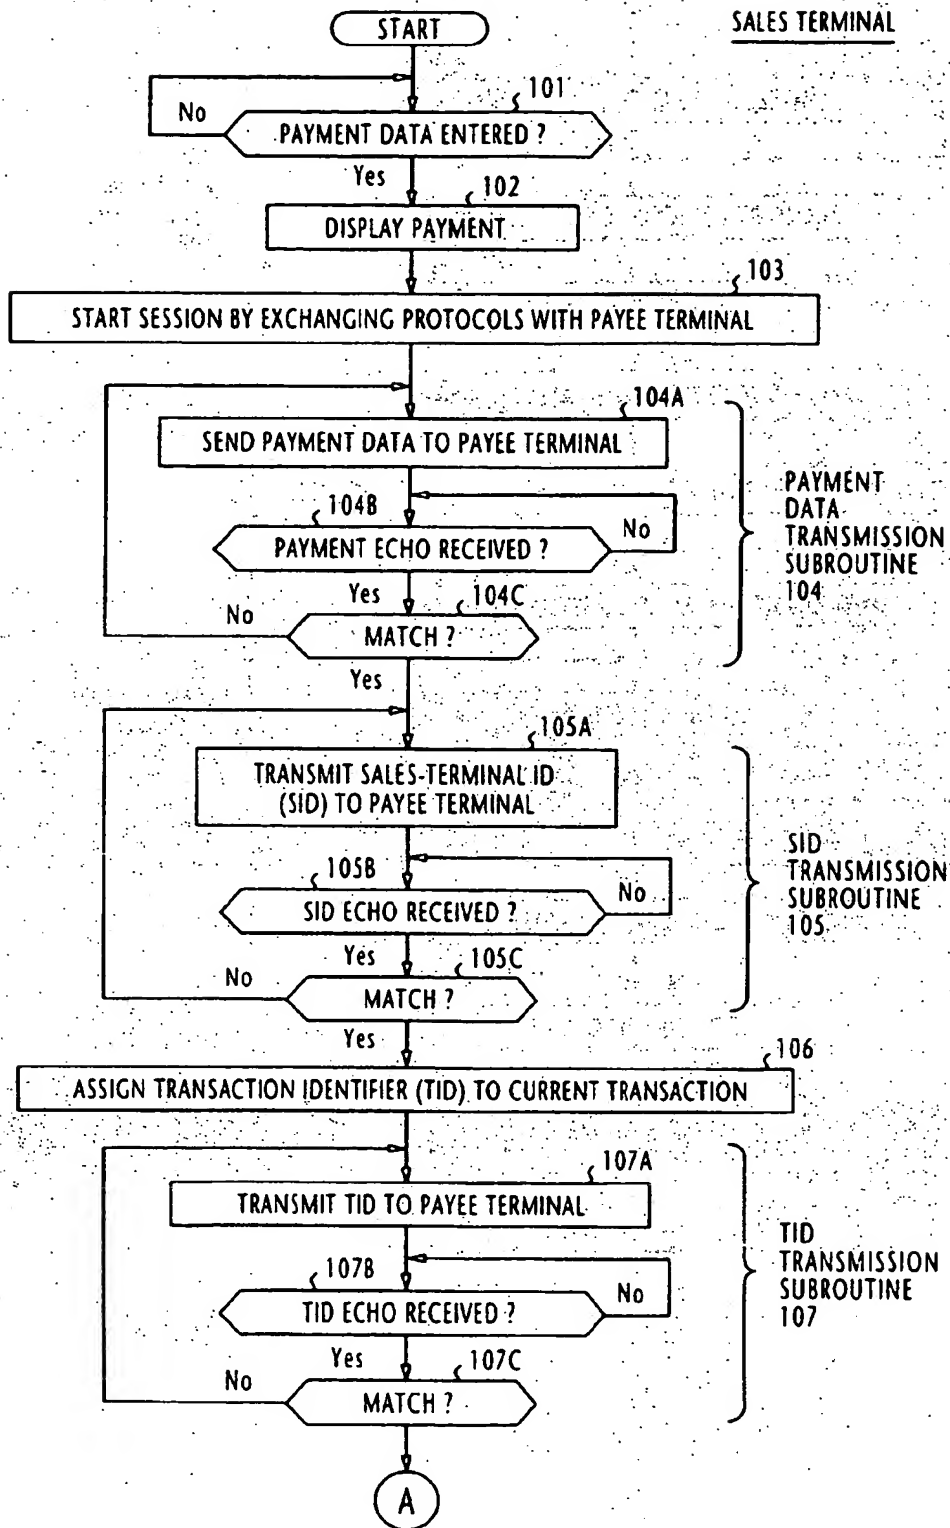 SALES TERMINAL
START
101
No
PAYMENT DATA ENTERED ?
Yes
102
DISPLAY PAYMENT
103
START SESSION BY EXCHANGING PROTOCOLS WITH PAYEE TERMINAL
104A
SEND PAYMENT DATA TO PAYEE TERMINAL
104B
No
PAYMENT ECHO RECEIVED ?
Yes
104C
No
MATCH ?
Yes
PAYMENT
DATA
TRANSMISSION
SUBROUTINE
104
105A
TRANSMIT SALES-TERMINAL ID
(SID) TO PAYEE TERMINAL
105B
No
SID ECHO RECEIVED ?
Yes
105C
No
MATCH ?
Yes
SID
TRANSMISSION
SUBROUTINE
105
106
ASSIGN TRANSACTION IDENTIFIER (TID) TO CURRENT TRANSACTION
107A
TRANSMIT TID TO PAYEE TERMINAL
107B
No
TID ECHO RECEIVED ?
Yes
107C
No
MATCH ?
TID
TRANSMISSION
SUBROUTINE
107
A